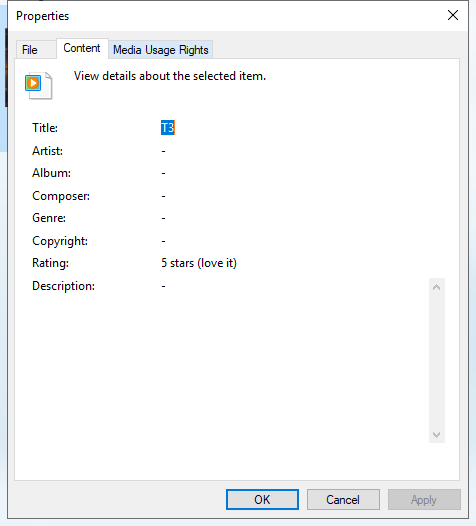 Properties
File Content Media Usage Rights
View details about the selected item.
Title: T3
Artist: -
Album: -
Composer: -
Genre: -
Copyright: -
Rating: 5 stars (love it)
Description: -
OK Cancel Apply